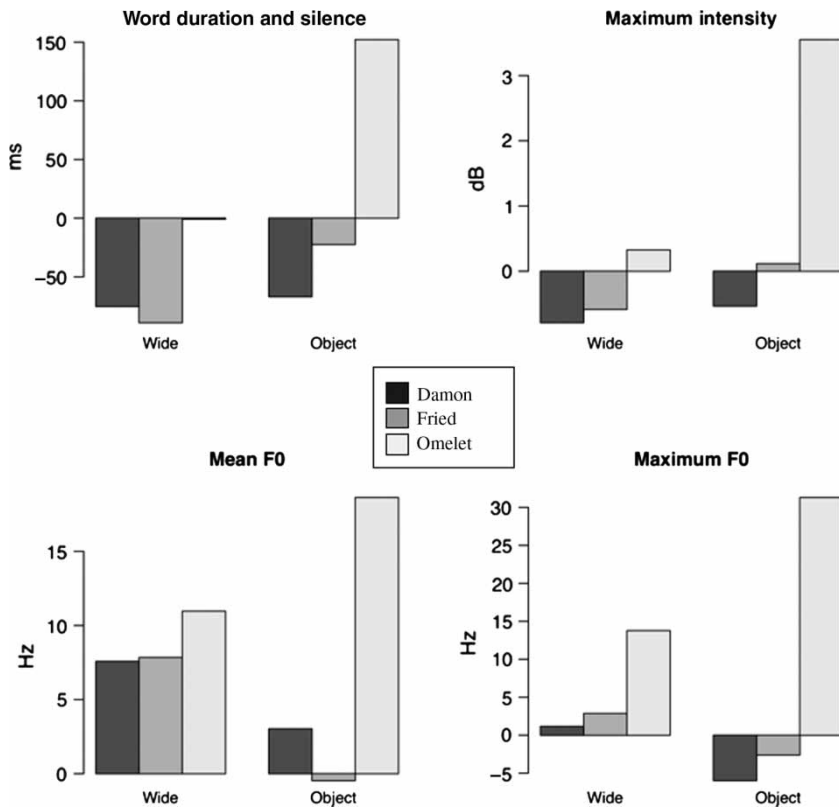 Word duration and silence
ms
150
100
50
0
−50
Wide Object
Maximum intensity
dB
3
2
1
0
Wide Object
Damon
Fried
Omelet
Mean F0
Hz
15
10
5
0
Wide Object
Maximum F0
Hz
30
25
20
15
10
5
0
−5
Wide Object